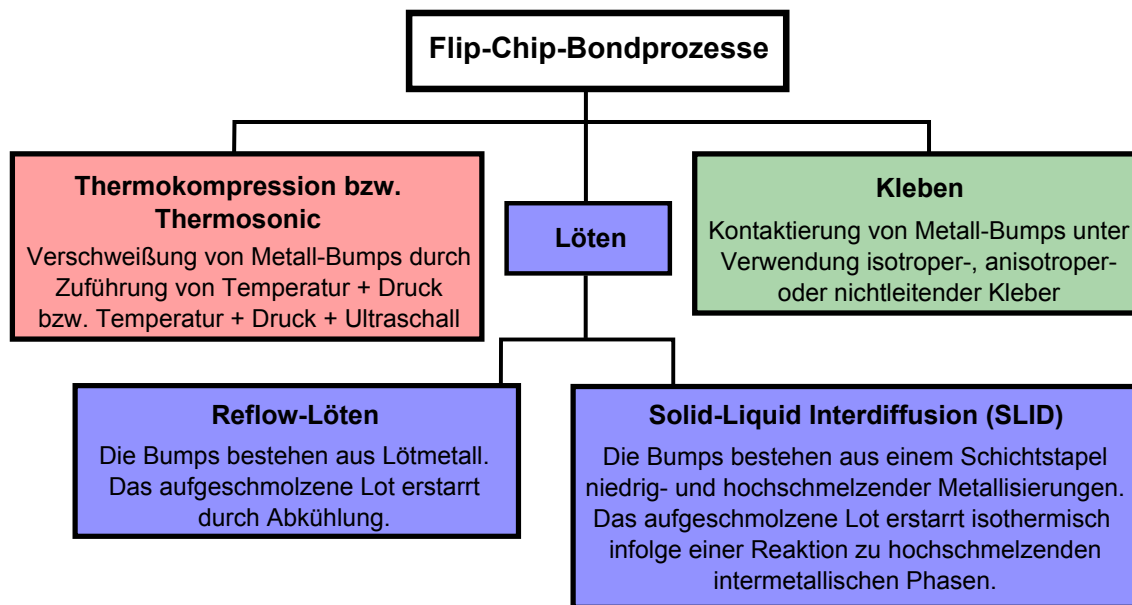 Flip-Chip-Bondprozesse
Thermokompression bzw.
Thermosonic
Verschweißung von Metall-Bumps durch
Zuführung von Temperatur + Druck
bzw. Temperatur + Druck + Ultraschall
Löten
Kleben
Kontaktierung von Metall-Bumps unter
Verwendung isotroper-, anisotroper-
oder nichtleitender Kleber
Reflow-Löten
Die Bumps bestehen aus Lötmetall.
Das aufgeschmolzene Lot erstarrt
durch Abkühlung.
Solid-Liquid Interdiffusion (SLID)
Die Bumps bestehen aus einem Schichtstapel
niedrig- und hochschmelzender Metallisierungen.
Das aufgeschmolzene Lot erstarrt isothermisch
infolge einer Reaktion zu hochschmelzenden
intermetallischen Phasen.